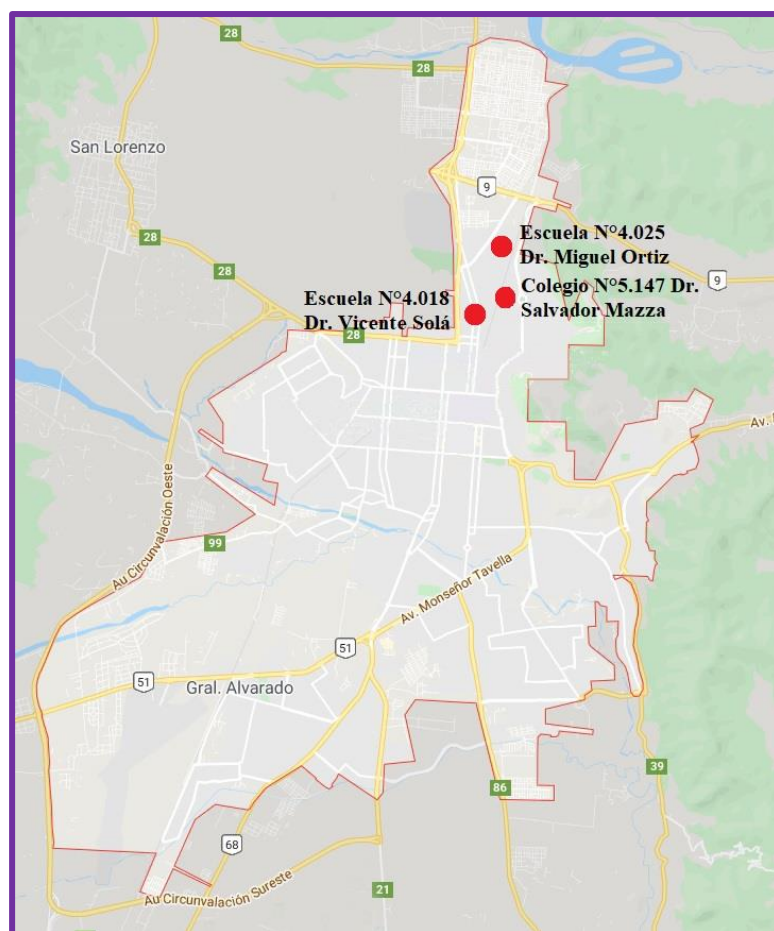 28
28
San Lorenzo
9
28
Escuela N°4.025
Dr. Miguel Ortiz
9
28
Colegio N°5.147 Dr.
Salvador Mazza
Escuela N°4.018
Dr. Vicente Solá
28
Av.
Au Circunvalación Oeste
99
Av. Monseñor Tavella
51
51
Gral. Alvarado
39
86
68
21
Au Circunvalación Sureste